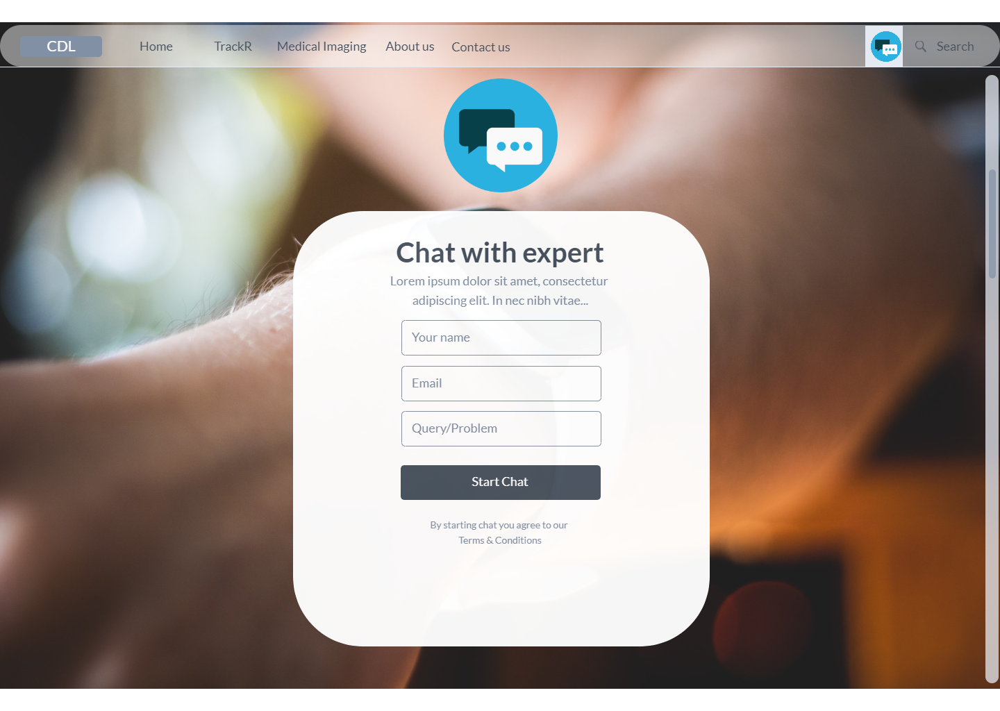 CDL
Home
TrackR
Medical Imaging
About us
Contact us
Search
Chat with expert
Lorem ipsum dolor sit amet, consectetur
adipiscing elit. In nec nibh vitae...
Your name
Email
Query/Problem
Start Chat
By starting chat you agree to our
Terms & Conditions